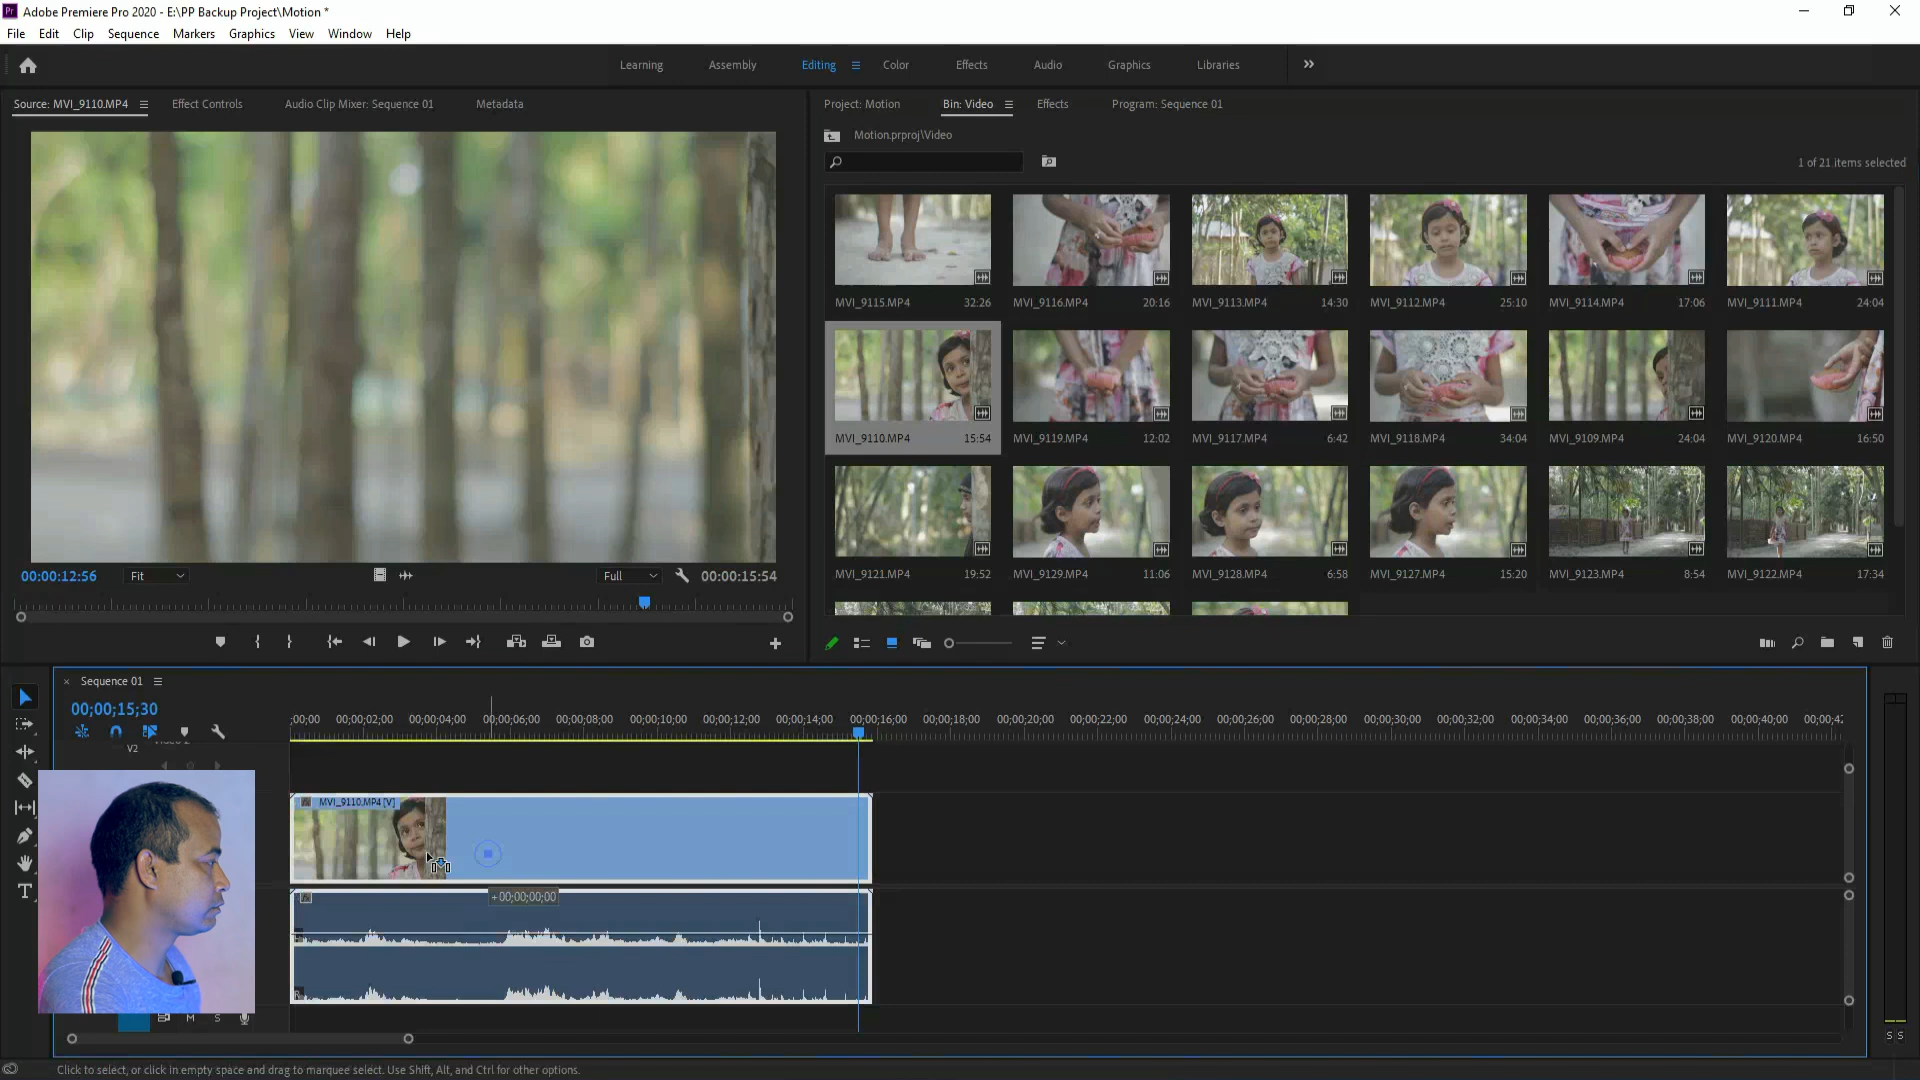 Adobe Premiere Pro 2020 - E:\PP Backup Project\Motion *
File Edit Clip Sequence Markers Graphics View Window Help
Learning Assembly Editing Color Effects Audio Graphics Libraries
Source: MVI_9110.MP4 Effect Controls Audio Clip Mixer: Sequence 01 Metadata
Project: Motion Bin: Video Effects Program: Sequence 01
Motion.prproj\Video
1 of 21 items selected
MVI_9115.MP4 32:26 MVI_9116.MP4 20:16 MVI_9113.MP4 14:30 MVI_9112.MP4 25:10 MVI_9114.MP4 17:06 MVI_9111.MP4 24:04
MVI_9110.MP4 15:54 MVI_9119.MP4 12:02 MVI_9117.MP4 6:42 MVI_9118.MP4 34:04 MVI_9109.MP4 24:04 MVI_9120.MP4 16:50
MVI_9121.MP4 19:52 MVI_9129.MP4 11:06 MVI_9128.MP4 6:58 MVI_9127.MP4 15:20 MVI_9123.MP4 8:54 MVI_9122.MP4 17:34
00:00:12:56 Fit Full 00:00:15:54
Sequence 01
00;00;15;30
;00;00 00;00;02;00 00;00;04;00 00;00;06;00 00;00;08;00 00;00;10;00 00;00;12;00 00;00;14;00 00;00;16;00 00;00;18;00 00;00;20;00 00;00;22;00 00;00;24;00 00;00;26;00 00;00;28;00 00;00;30;00 00;00;32;00 00;00;34;00 00;00;36;00 00;00;38;00 00;00;40;00 00;00;42
V2
MVI_9110.MP4 [V]
+00;00;00;00
R
M S
S S
Click to select, or click in empty space and drag to marquee select. Use Shift, Alt, and Ctrl for other options.